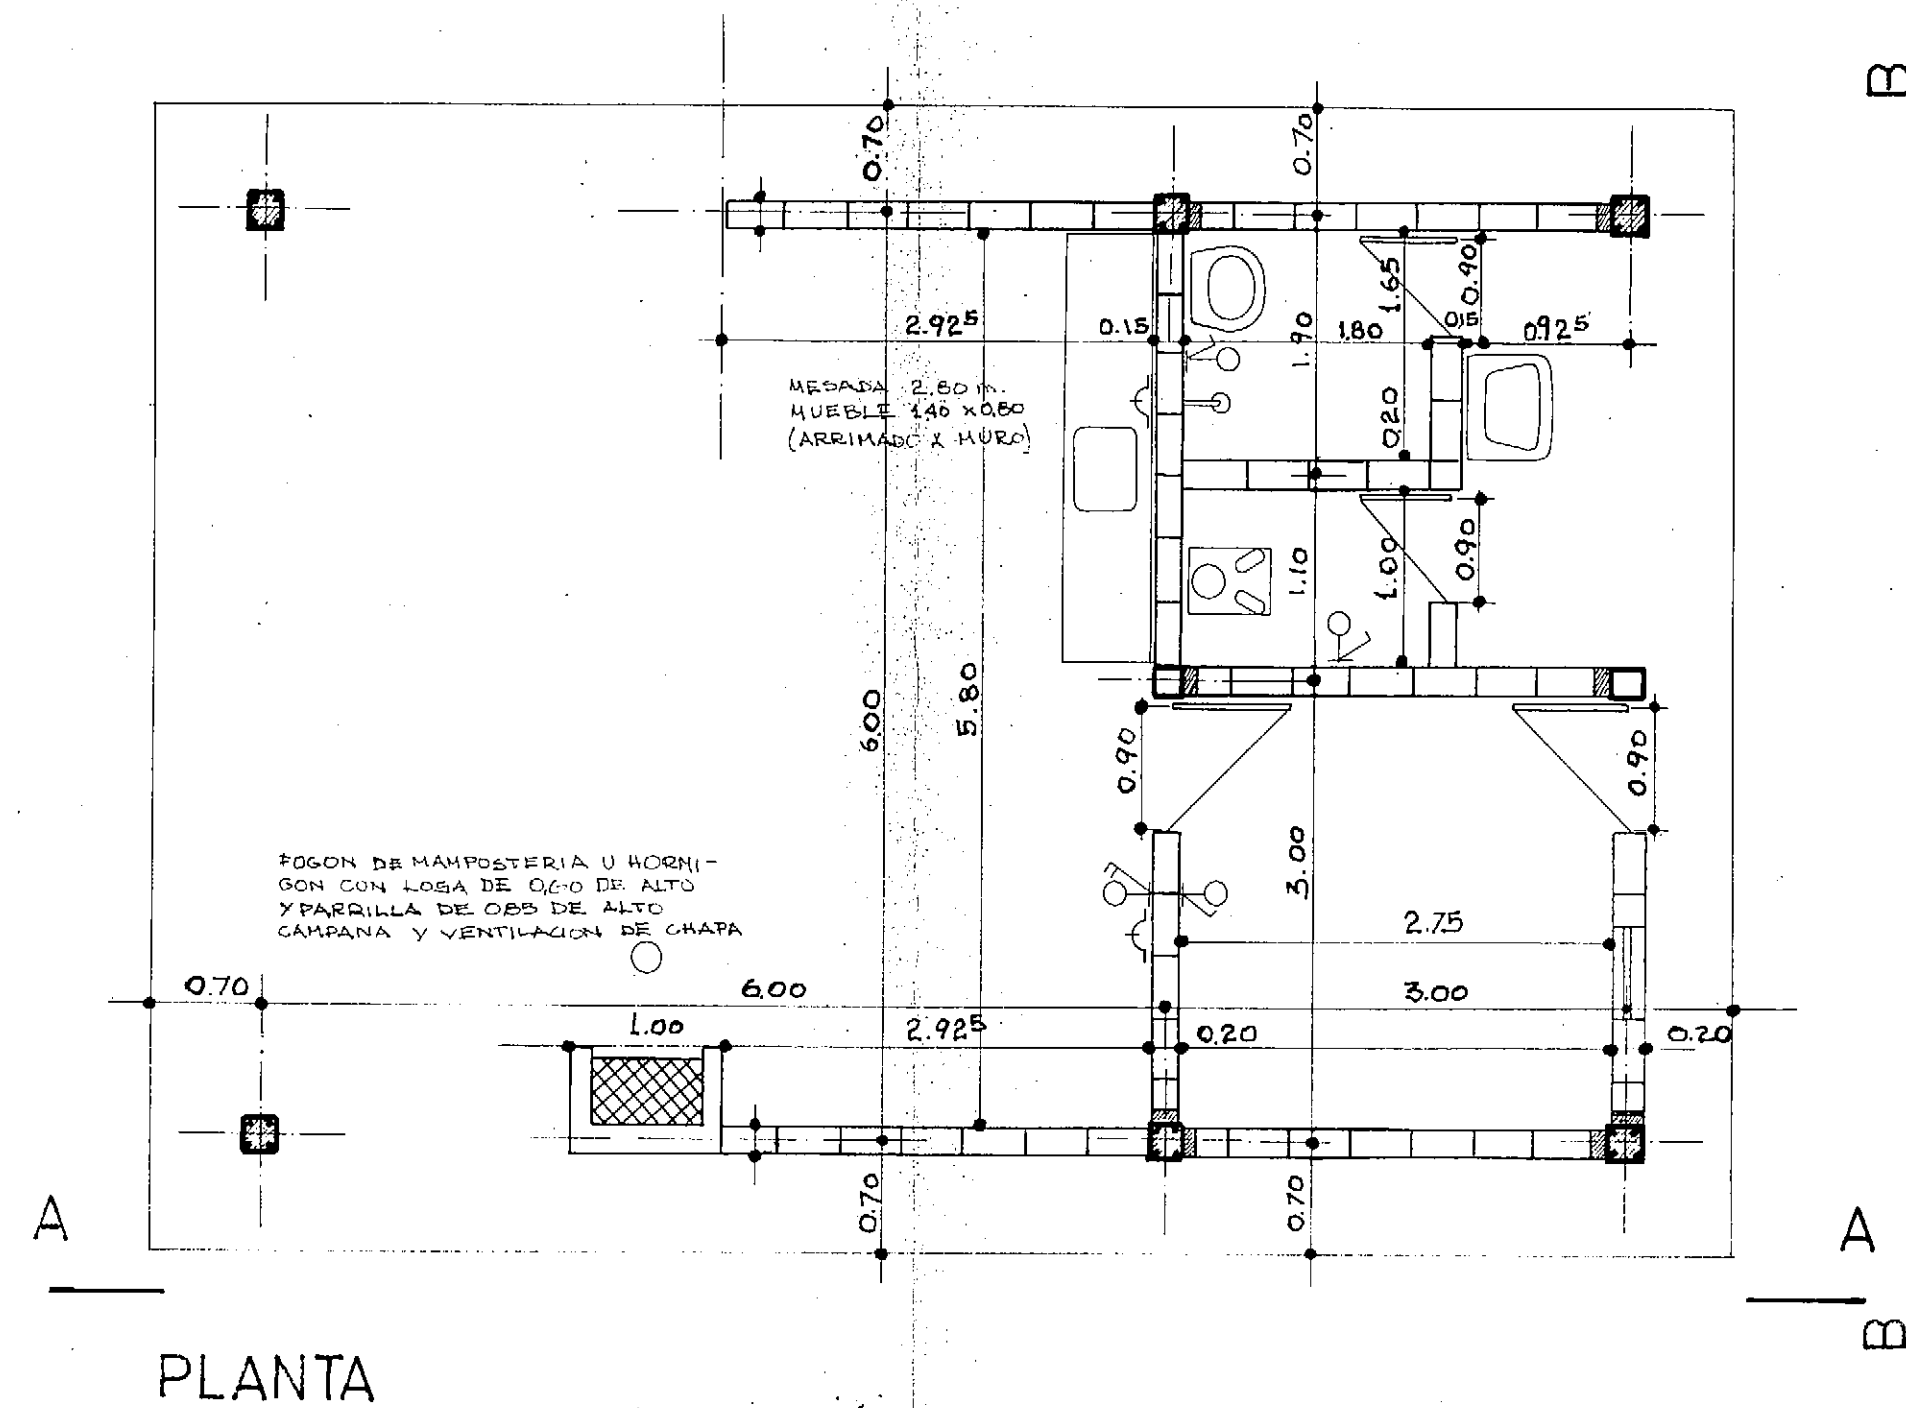 B
0.70
0.70
2.92⁵
0.15
1.90
1.80
1.65
0.15
0.90
0.92⁵
MESADA 2.80 m.
MUEBLE 1.40 x 0.80
(ARRIMADO X MURO)
0.20
1.10
1.00
0.90
6.00
5.80
0.90
0.90
3.00
FOGON DE MAMPOSTERIA U HORMI-
GON CON LOSA DE 0,60 DE ALTO
Y PARRILLA DE 0.85 DE ALTO
CAMPANA Y VENTILACION DE CHAPA
2.75
0.70
6.00
3.00
1.00
2.92⁵
0.20
0.20
0.70
0.70
A
A
B
PLANTA